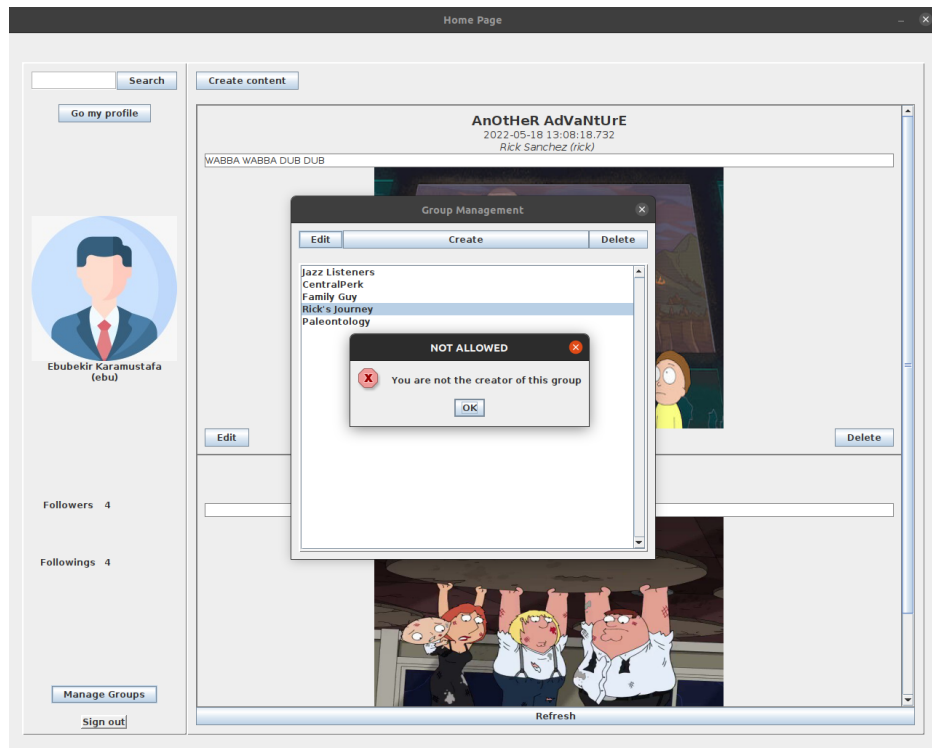 Home Page
Search
Create content
Go my profile
AnOtHeR AdVaNtUrE
2022-05-18 13:08:18.732
Rick Sanchez (rick)
WABBA WABBA DUB DUB
Group Management
Edit
Create
Delete
Jazz Listeners
CentralPerk
Family Guy
Rick's Journey
Paleontology
NOT ALLOWED
X
You are not the creator of this group
OK
Ebubekir Karamustafa
(ebu)
Edit
Delete
Followers 4
Followings 4
Manage Groups
Sign out
Refresh